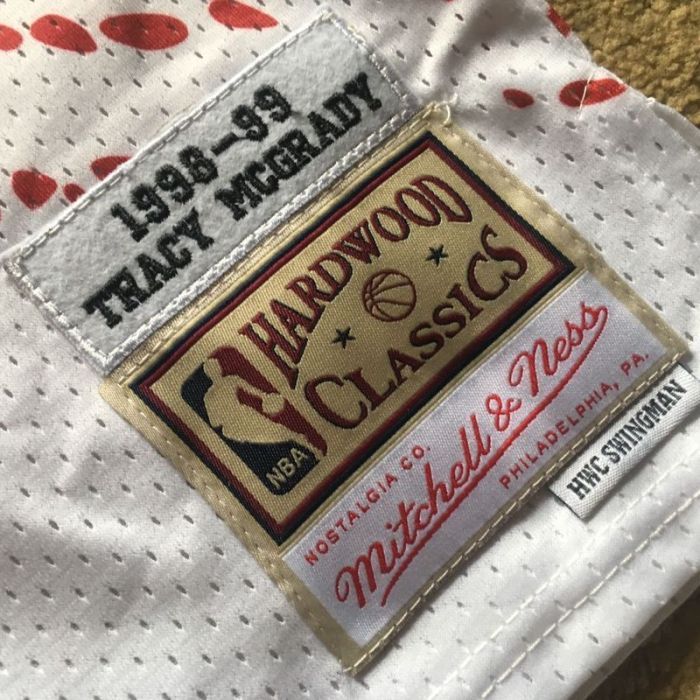 1998-99
TRACY MCGRADY
HARDWOOD
CLASSICS
NBA
NOSTALGIA CO.
Mitchell & Ness
PHILADELPHIA, PA.
HWC SWINGMAN